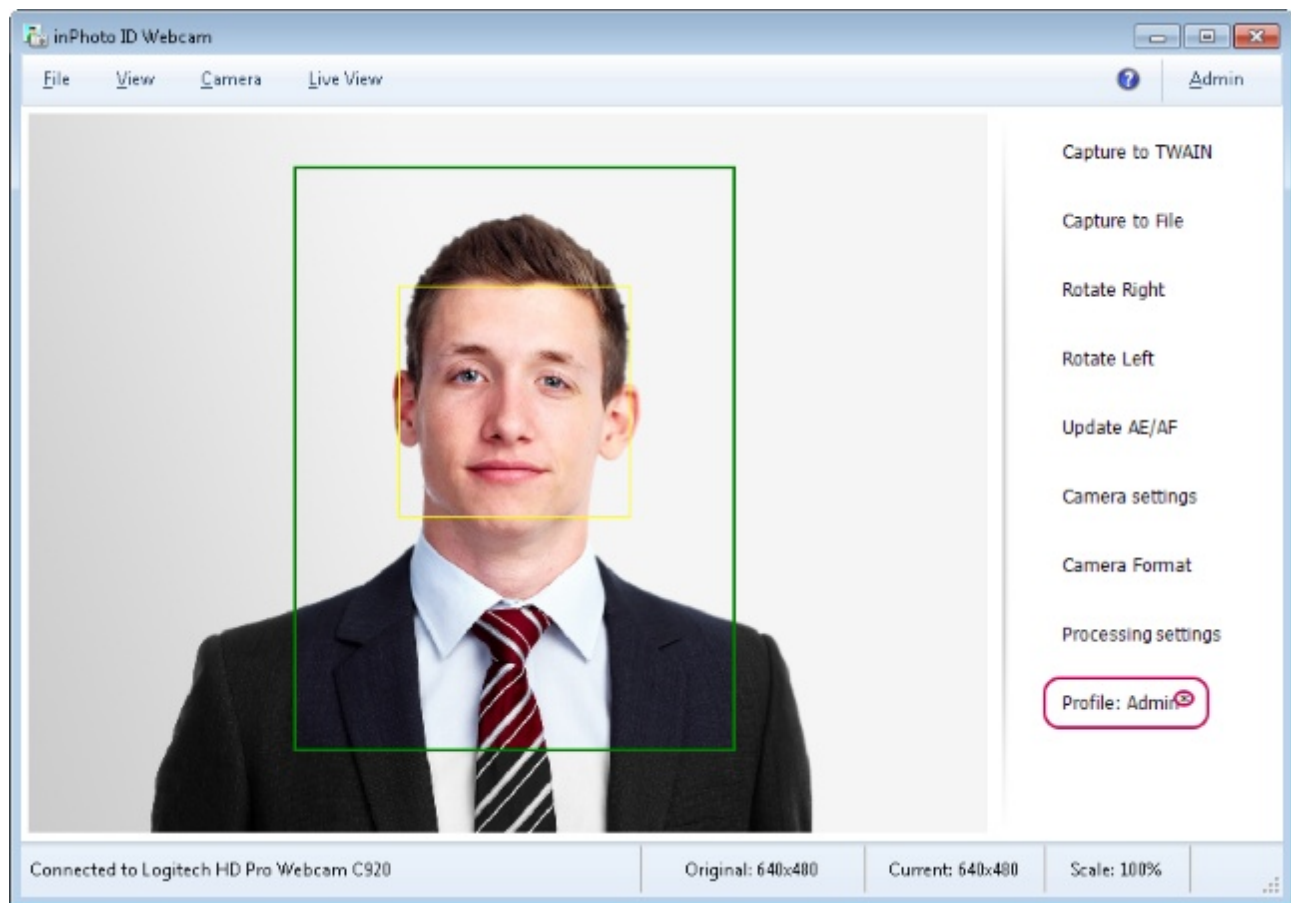 inPhoto ID Webcam
File View Camera Live View Admin
Capture to TWAIN
Capture to File
Rotate Right
Rotate Left
Update AE/AF
Camera settings
Camera Format
Processing settings
Profile: Admin
Connected to Logitech HD Pro Webcam C920 Original: 640x480 Current: 640x480 Scale: 100%